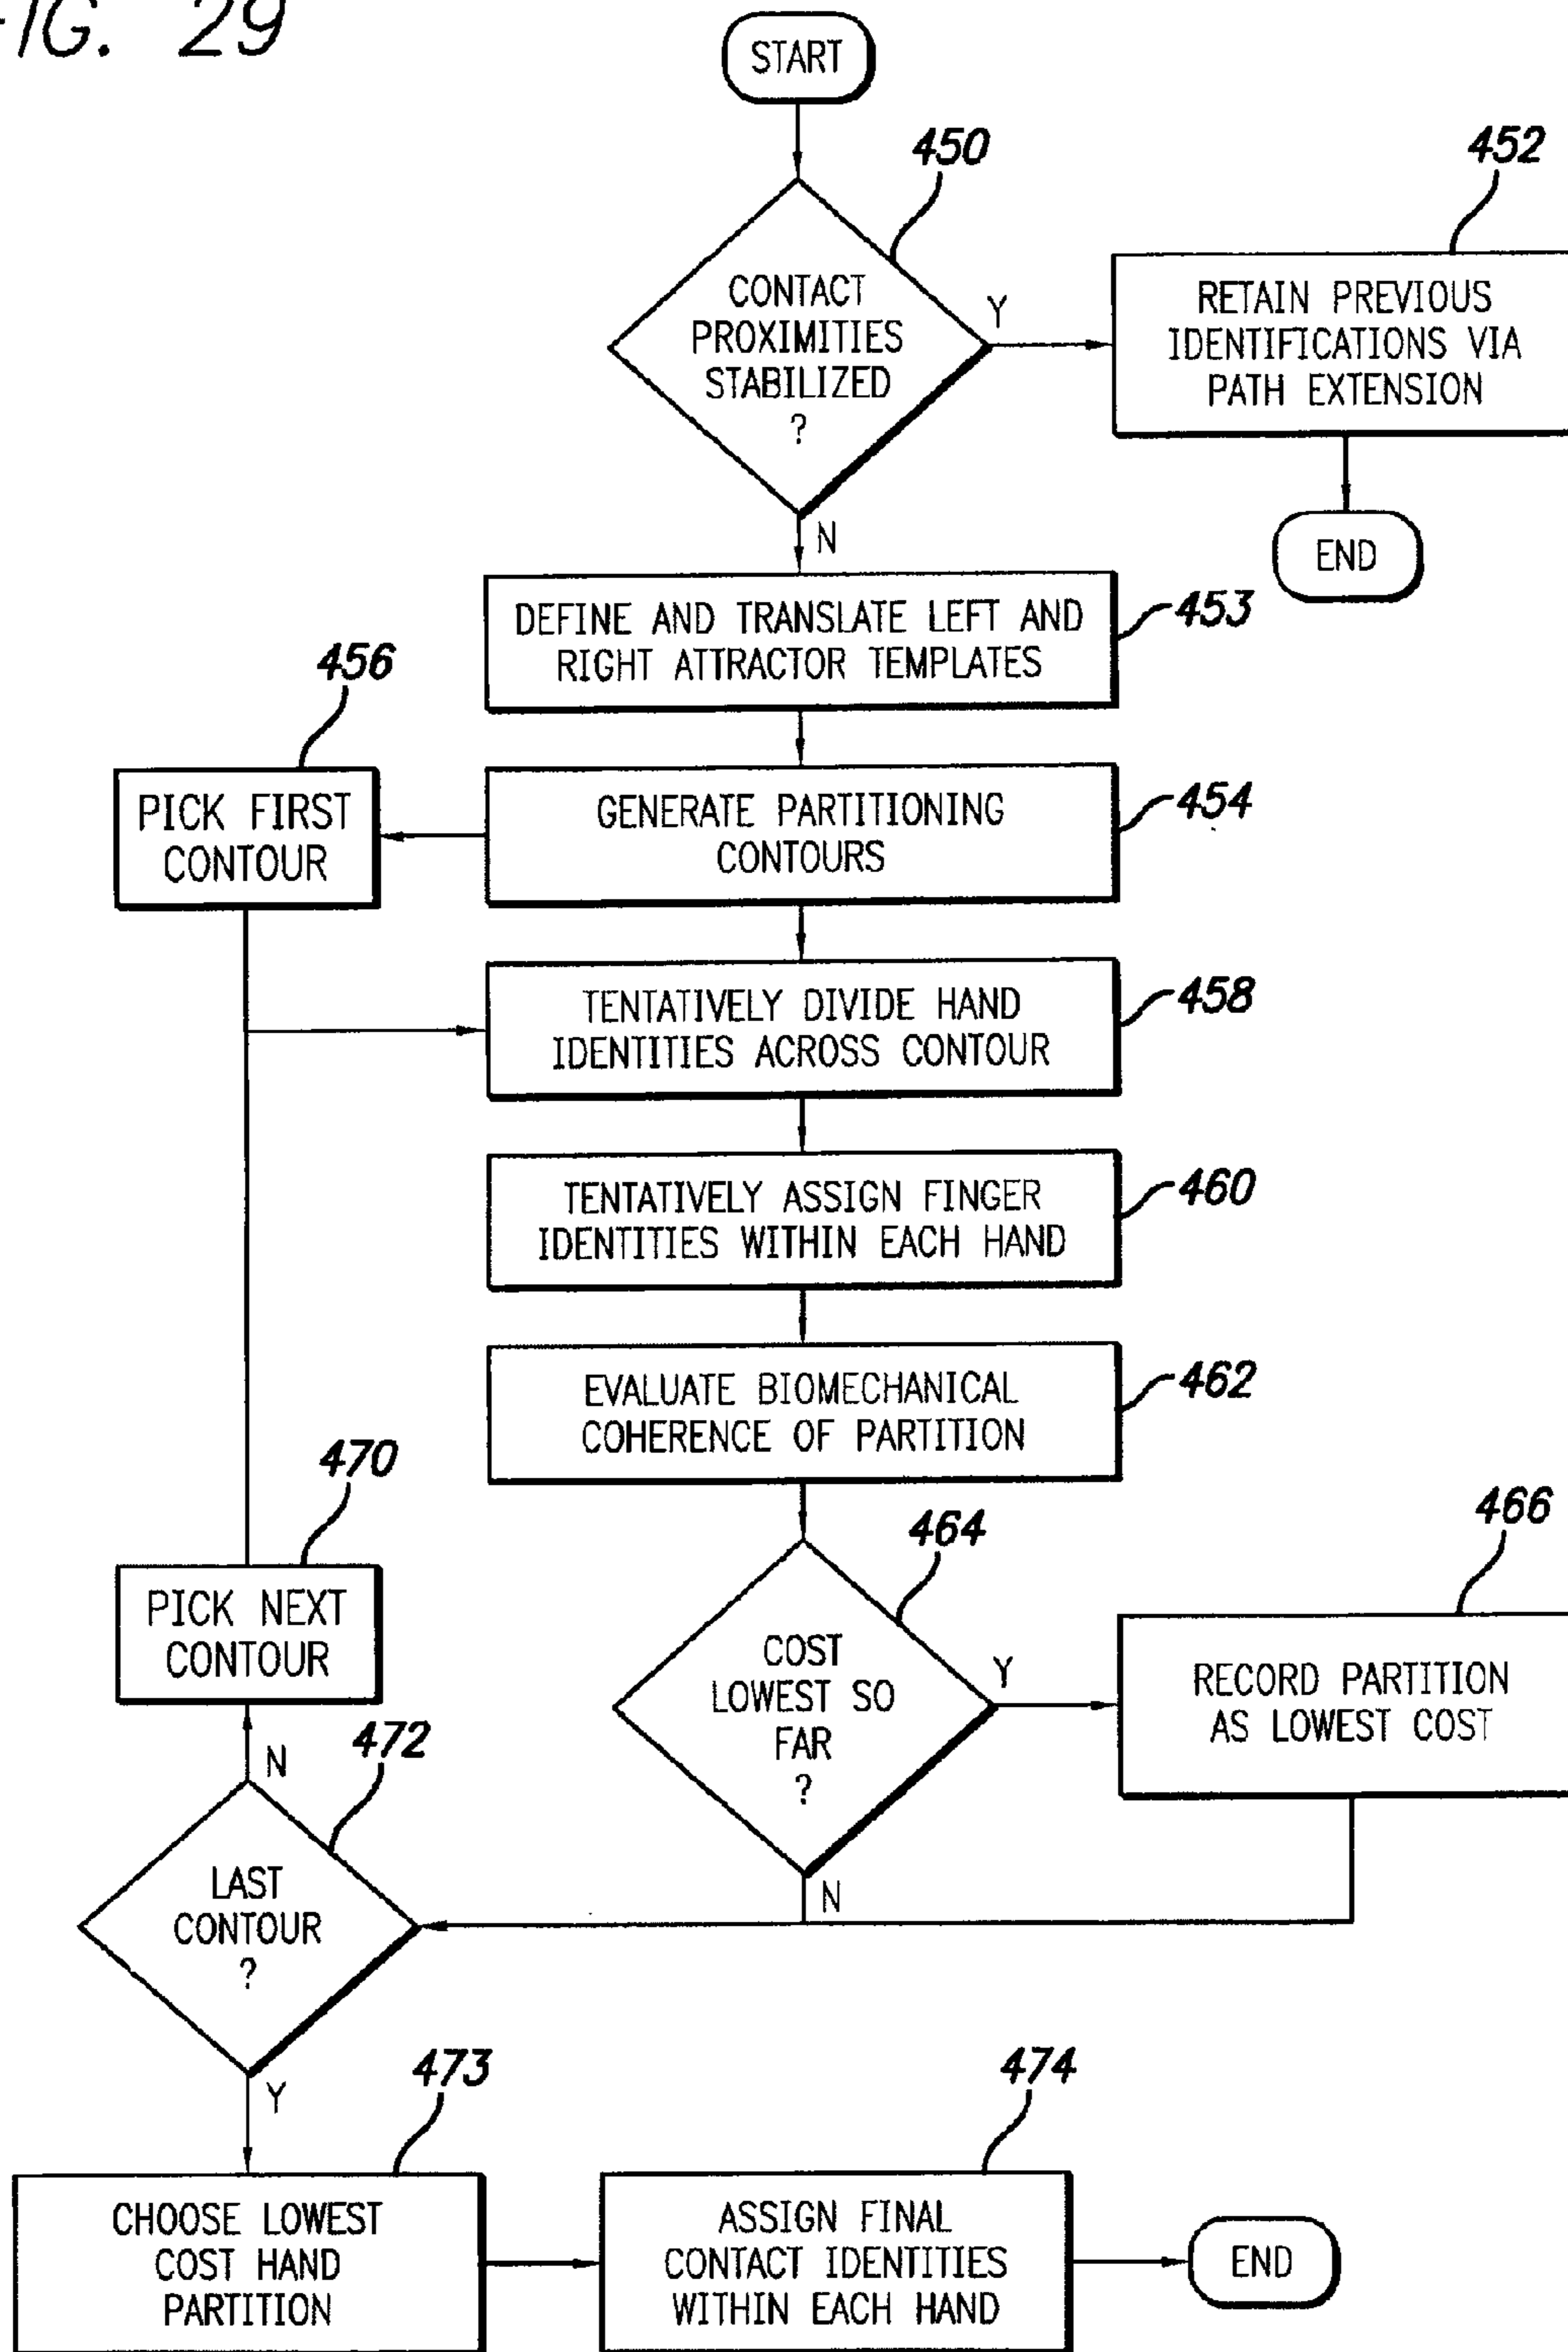 FIG. 29
START
450
452
CONTACT
PROXIMITIES
STABILIZED
?
Y
RETAIN PREVIOUS
IDENTIFICATIONS VIA
PATH EXTENSION
N
END
DEFINE AND TRANSLATE LEFT AND
RIGHT ATTRACTOR TEMPLATES
453
456
PICK FIRST
CONTOUR
GENERATE PARTITIONING
CONTOURS
454
TENTATIVELY DIVIDE HAND
IDENTITIES ACROSS CONTOUR
458
TENTATIVELY ASSIGN FINGER
IDENTITIES WITHIN EACH HAND
460
EVALUATE BIOMECHANICAL
COHERENCE OF PARTITION
462
470
464
466
PICK NEXT
CONTOUR
COST
LOWEST SO
FAR
?
Y
RECORD PARTITION
AS LOWEST COST
N
472
LAST
CONTOUR
?
N
Y
473
474
CHOOSE LOWEST
COST HAND
PARTITION
ASSIGN FINAL
CONTACT IDENTITIES
WITHIN EACH HAND
END